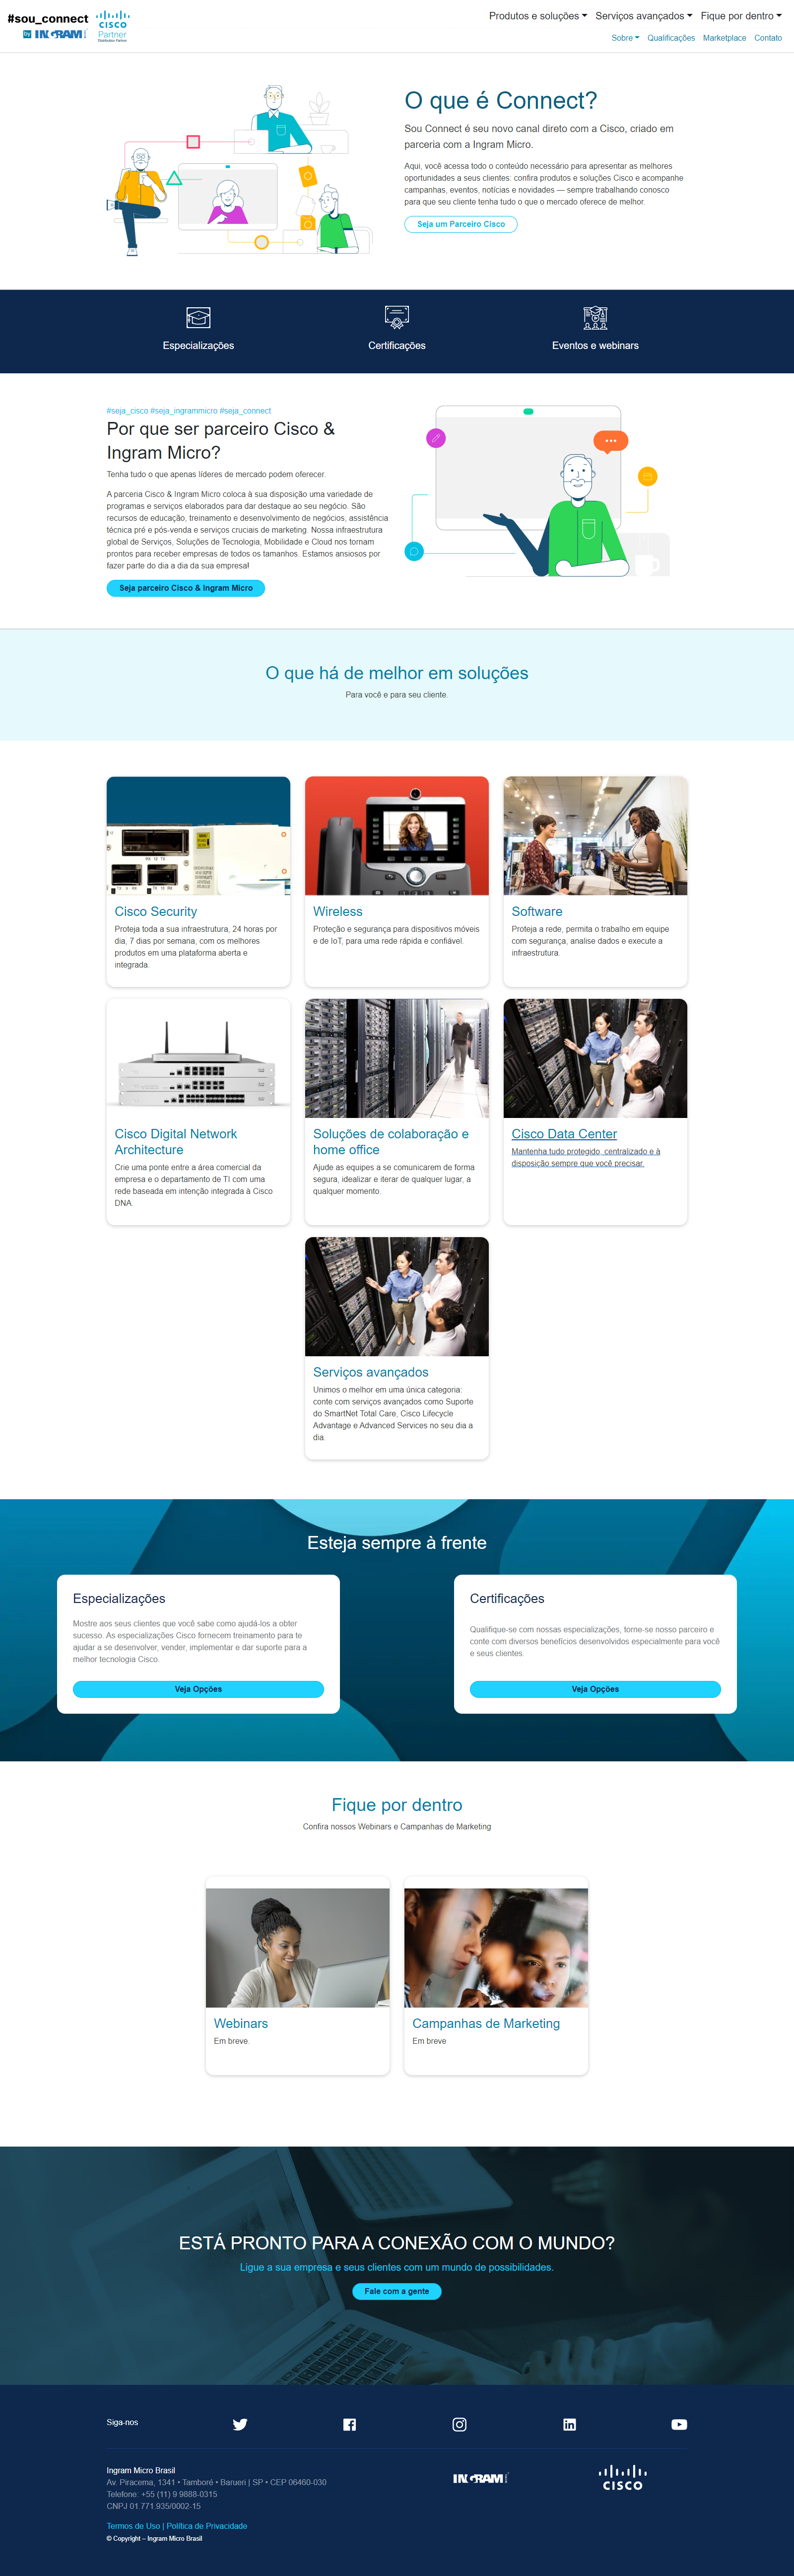 #sou_connect
by INGRAM
CISCO
Partner
Distribution Partner
Produtos e soluções Serviços avançados Fique por dentro
Sobre Qualificações Marketplace Contato
O que é Connect?
Sou Connect é seu novo canal direto com a Cisco, criado em
parceria com a Ingram Micro.
Aqui, você acessa todo o conteúdo necessário para apresentar as melhores
oportunidades a seus clientes: confira produtos e soluções Cisco e acompanhe
campanhas, eventos, notícias e novidades — sempre trabalhando conosco
para que seu cliente tenha tudo o que o mercado oferece de melhor.
Seja um Parceiro Cisco
Especializações
Certificações
Eventos e webinars
#seja_cisco #seja_ingrammicro #seja_connect
Por que ser parceiro Cisco &
Ingram Micro?
Tenha tudo o que apenas líderes de mercado podem oferecer.
A parceria Cisco & Ingram Micro coloca à sua disposição uma variedade de
programas e serviços elaborados para dar destaque ao seu negócio. São
recursos de educação, treinamento e desenvolvimento de negócios, assistência
técnica pré e pós-venda e serviços cruciais de marketing. Nossa infraestrutura
global de Serviços, Soluções de Tecnologia, Mobilidade e Cloud nos tornam
prontos para receber empresas de todos os tamanhos. Estamos ansiosos por
fazer parte do dia a dia da sua empresa!
Seja parceiro Cisco & Ingram Micro
O que há de melhor em soluções
Para você e para seu cliente.
Cisco Security
Proteja toda a sua infraestrutura, 24 horas por
dia, 7 dias por semana, com os melhores
produtos em uma plataforma aberta e
integrada.
Wireless
Proteção e segurança para dispositivos móveis
e de IoT, para uma rede rápida e confiável.
Software
Proteja a rede, permita o trabalho em equipe
com segurança, analise dados e execute a
infraestrutura.
Cisco Digital Network
Architecture
Crie uma ponte entre a área comercial da
empresa e o departamento de TI com uma
rede baseada em intenção integrada à Cisco
DNA.
Soluções de colaboração e
home office
Ajude as equipes a se comunicarem de forma
segura, idealizar e iterar de qualquer lugar, a
qualquer momento.
Cisco Data Center
Mantenha tudo protegido, centralizado e à
disposição sempre que você precisar.
Serviços avançados
Unimos o melhor em uma única categoria:
conte com serviços avançados como Suporte
do SmartNet Total Care, Cisco Lifecycle
Advantage e Advanced Services no seu dia a
dia.
Esteja sempre à frente
Especializações
Mostre aos seus clientes que você sabe como ajudá-los a obter
sucesso. As especializações Cisco fornecem treinamento para te
ajudar a se desenvolver, vender, implementar e dar suporte para a
melhor tecnologia Cisco.
Veja Opções
Certificações
Qualifique-se com nossas especializações, torne-se nosso parceiro e
conte com diversos benefícios desenvolvidos especialmente para você
e seus clientes.
Veja Opções
Fique por dentro
Confira nossos Webinars e Campanhas de Marketing
Webinars
Em breve.
Campanhas de Marketing
Em breve
ESTÁ PRONTO PARA A CONEXÃO COM O MUNDO?
Ligue a sua empresa e seus clientes com um mundo de possibilidades.
Fale com a gente
Siga-nos
Ingram Micro Brasil
Av. Piracema, 1341 • Tamboré • Barueri | SP • CEP 06460-030
Telefone: +55 (11) 9 9888-0315
CNPJ 01.771.935/0002-15
INGRAM
CISCO
Termos de Uso | Política de Privacidade
© Copyright – Ingram Micro Brasil